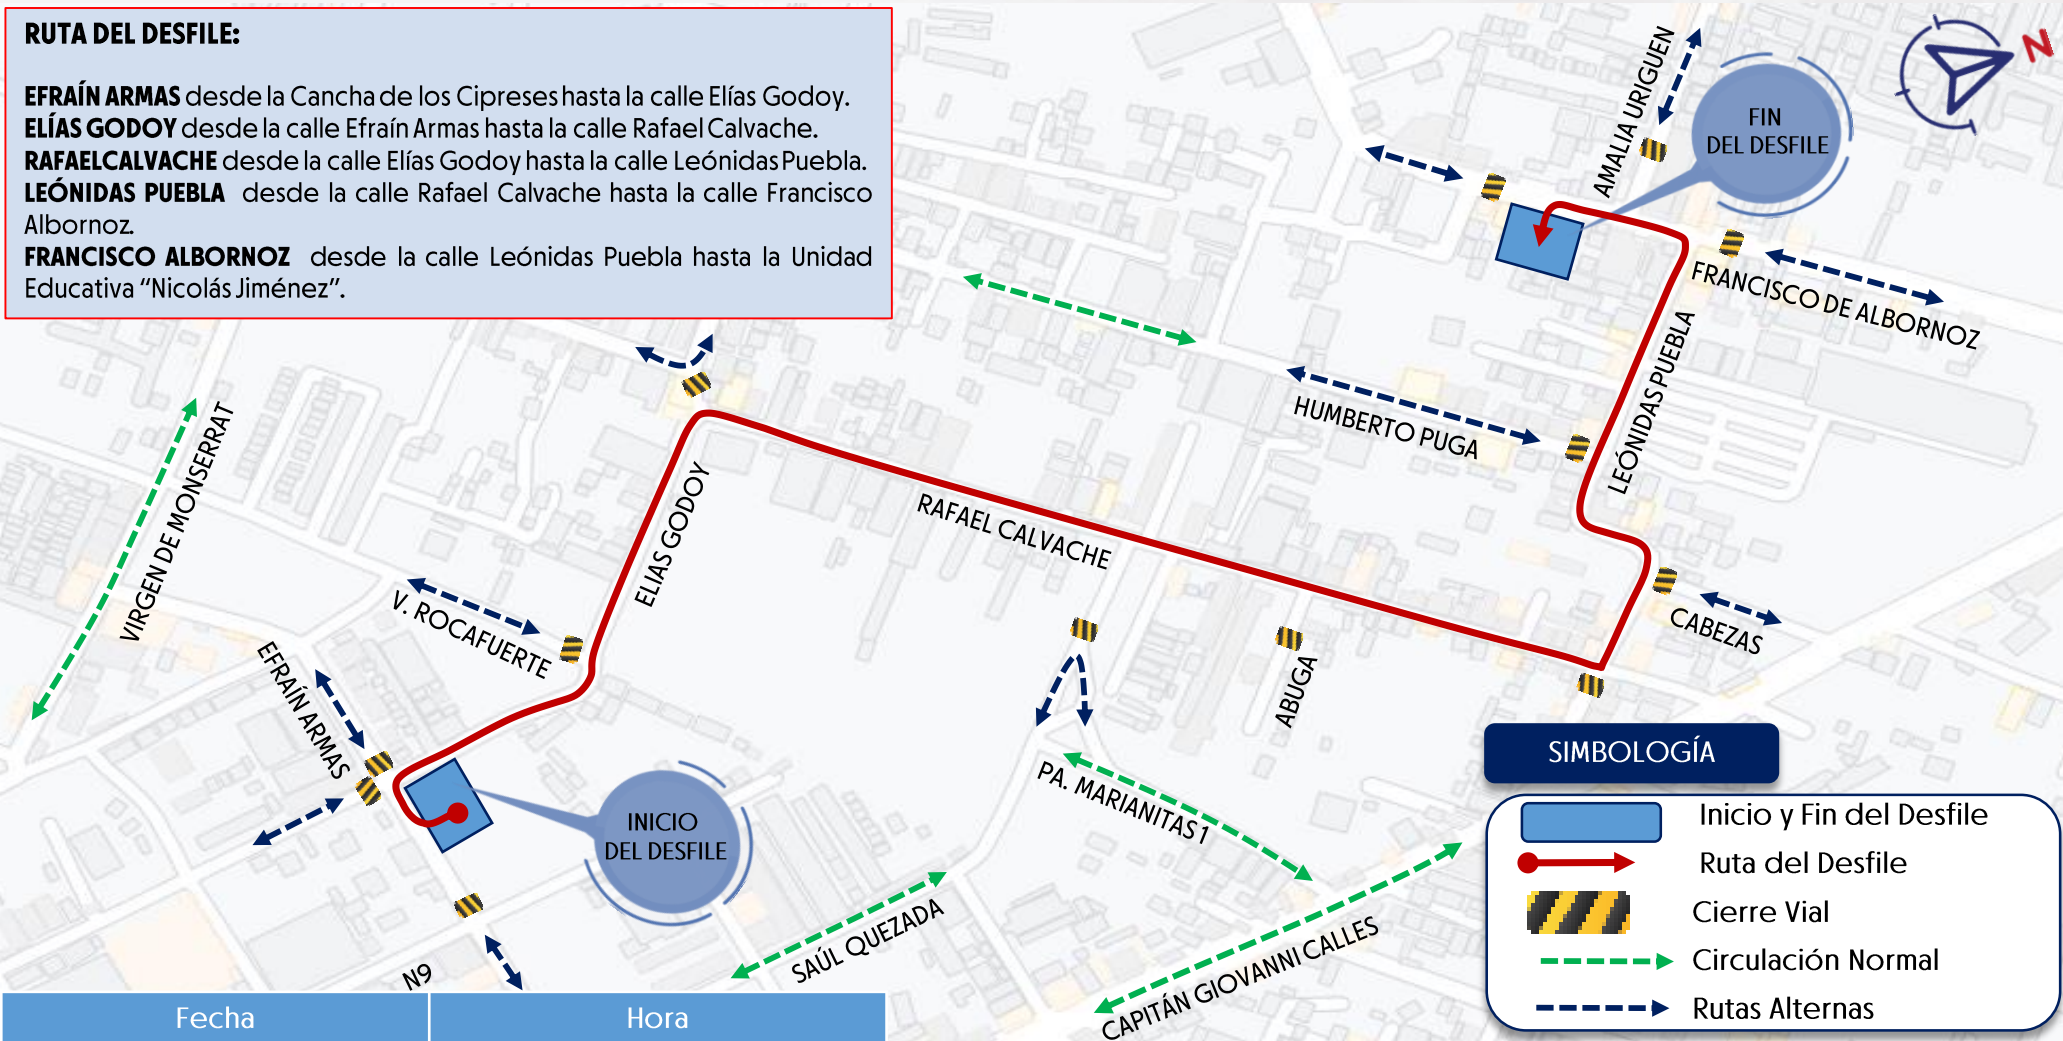 RUTA DEL DESFILE:
EFRAÍN ARMAS desde la Cancha de los Cipreses hasta la calle Elías Godoy.
ELÍAS GODOY desde la calle Efraín Armas hasta la calle Rafael Calvache.
RAFAELCALVACHE desde la calle Elías Godoy hasta la calle Leónidas Puebla.
LEÓNIDAS PUEBLA desde la calle Rafael Calvache hasta la calle Francisco
Albornoz.
FRANCISCO ALBORNOZ desde la calle Leónidas Puebla hasta la Unidad
Educativa “Nicolás Jiménez”.
N
AMALIA URIGUEN
FIN
DEL DESFILE
FRANCISCO DE ALBORNOZ
LEÓNIDAS PUEBLA
HUMBERTO PUGA
VIRGEN DE MONSERRAT
ELIAS GODOY
RAFAEL CALVACHE
V. ROCAFUERTE
CABEZAS
EFRAÍN ARMAS
ABUGA
PA. MARIANITAS 1
INICIO
DEL DESFILE
SAÚL QUEZADA
CAPITÁN GIOVANNI CALLES
N9
SIMBOLOGÍA
Inicio y Fin del Desfile
Ruta del Desfile
Cierre Vial
Circulación Normal
Rutas Alternas
Fecha
Hora